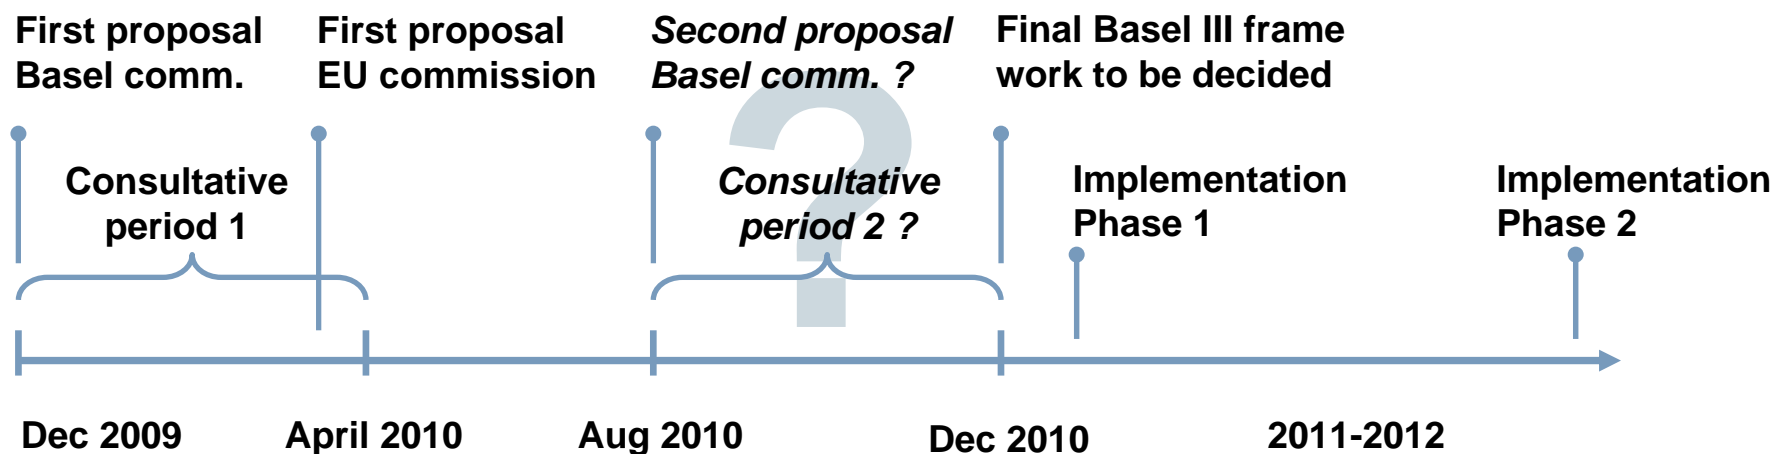 First proposal
Basel comm.
First proposal
EU commission
Second proposal
Basel comm. ?
Final Basel III frame
work to be decided
?
Consultative
period 1
Consultative
period 2 ?
Implementation
Phase 1
Implementation
Phase 2
Dec 2009
April 2010
Aug 2010
Dec 2010
2011-2012